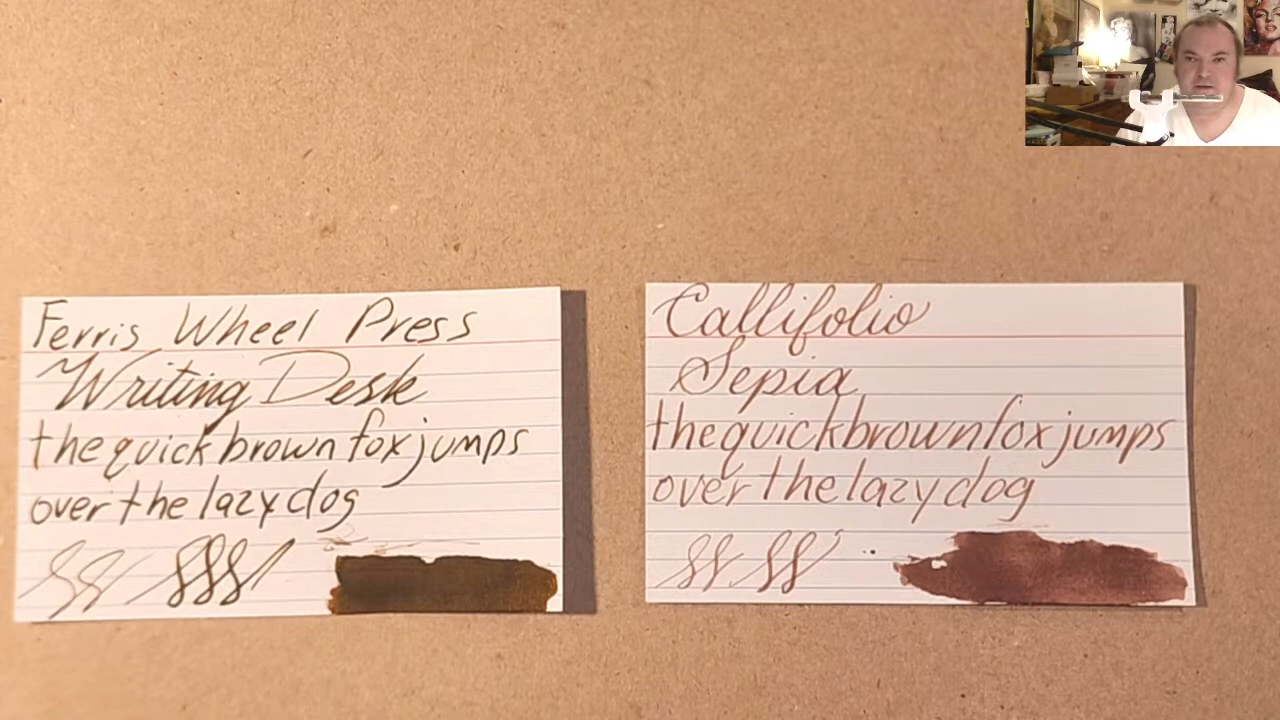 Ferris Wheel Press
Writing Desk
the quick brown fox jumps
over the lazy dog
Callifolio
Sepia
the quick brown fox jumps
over the lazy dog